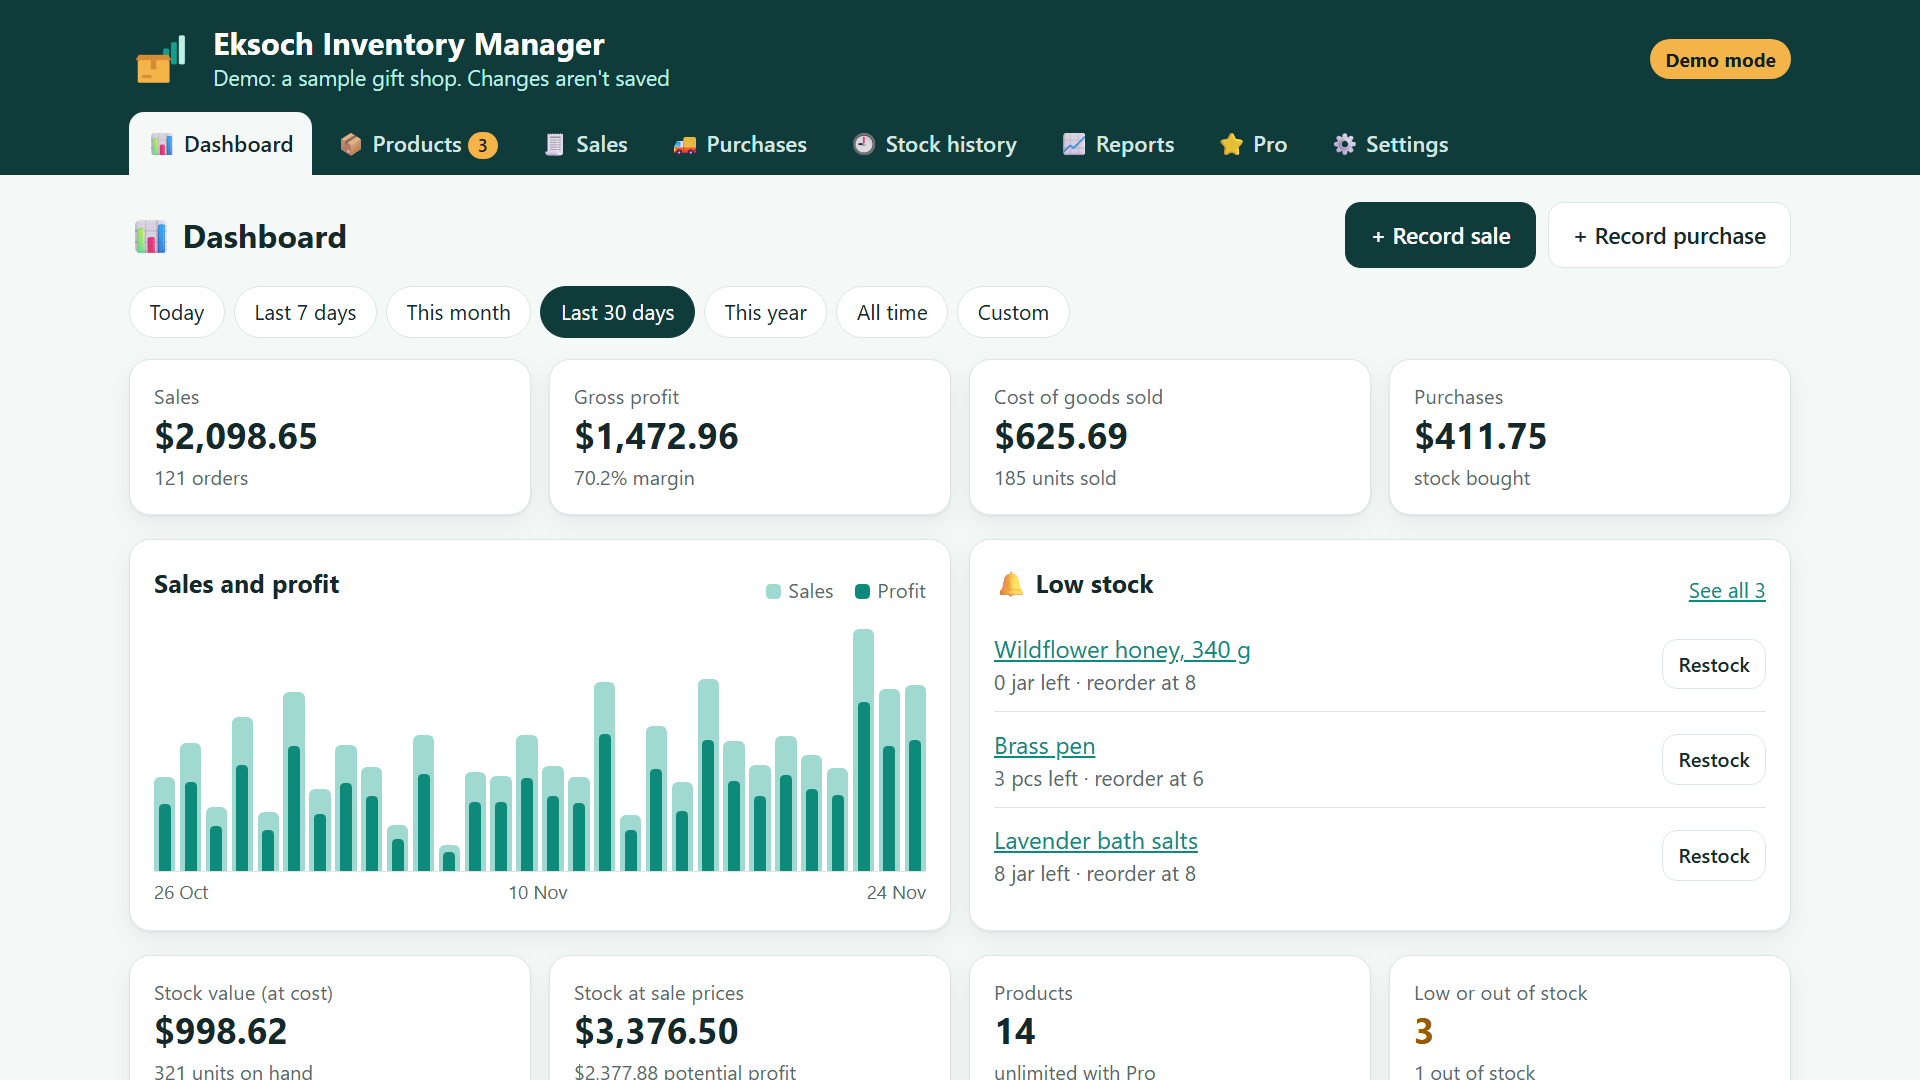 Eksoch Inventory Manager
Demo: a sample gift shop. Changes aren't saved
Demo mode
Dashboard
Products 3
Sales
Purchases
Stock history
Reports
Pro
Settings
Dashboard
+ Record sale
+ Record purchase
Today
Last 7 days
This month
Last 30 days
This year
All time
Custom
Sales
$2,098.65
121 orders
Gross profit
$1,472.96
70.2% margin
Cost of goods sold
$625.69
185 units sold
Purchases
$411.75
stock bought
Sales and profit
Sales
Profit
26 Oct
10 Nov
24 Nov
Low stock
See all 3
Wildflower honey, 340 g
0 jar left · reorder at 8
Restock
Brass pen
3 pcs left · reorder at 6
Restock
Lavender bath salts
8 jar left · reorder at 8
Restock
Stock value (at cost)
$998.62
321 units on hand
Stock at sale prices
$3,376.50
$2,377.88 potential profit
Products
14
unlimited with Pro
Low or out of stock
3
1 out of stock